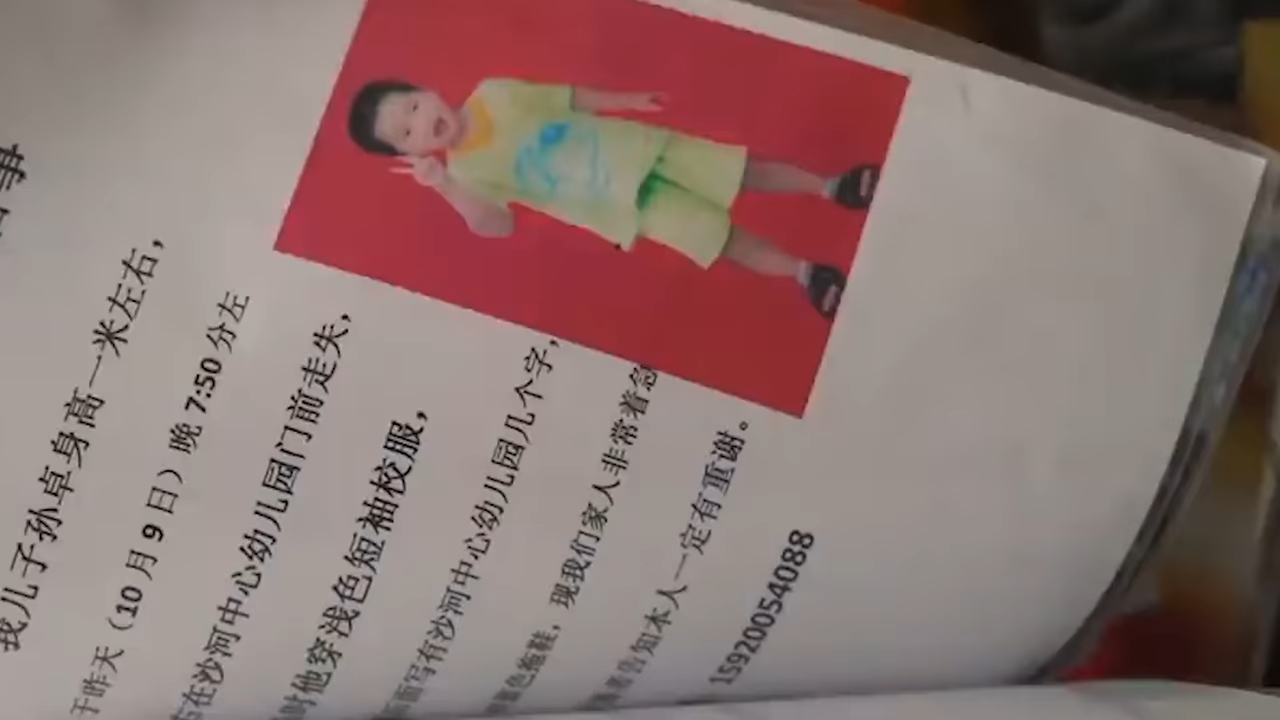 事
我儿子孙卓身高一米左右，
于昨天（10月9日）晚7:50分左
右在沙河中心幼儿园门前走失，
时他穿浅色短袖校服，
面写有沙河中心幼儿园几个字，
色拖鞋，现我们家人非常着急
告知本人一定有重谢。
15920054088